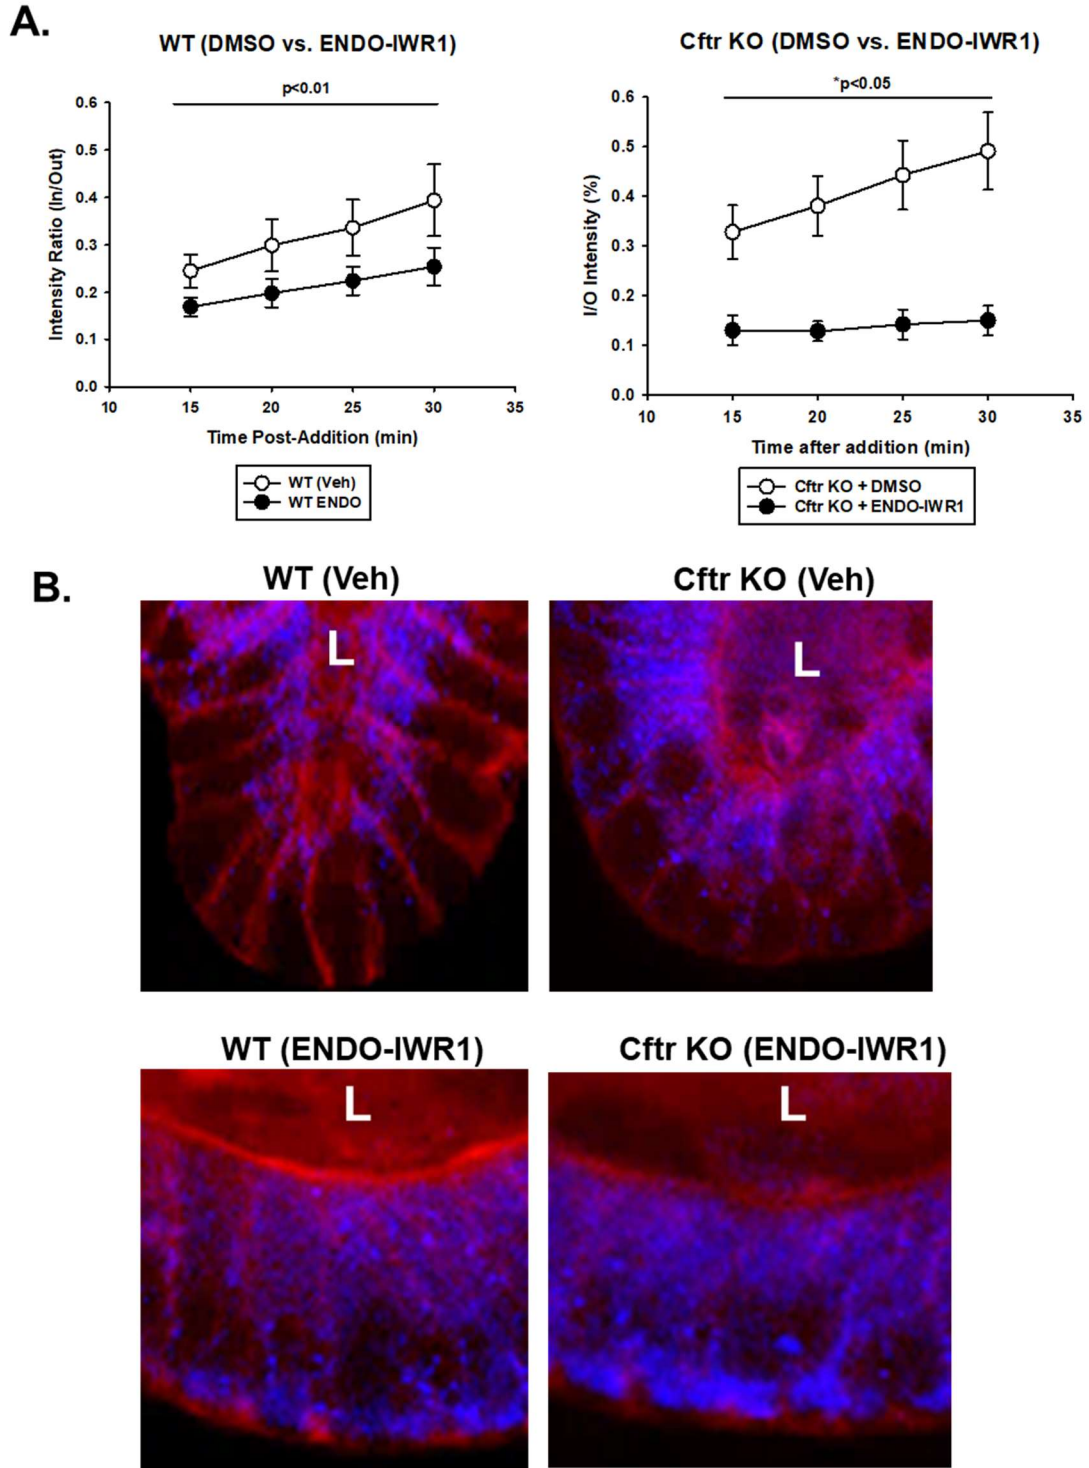 A.
WT (DMSO vs. ENDO-IWR1)
p<0.01
Intensity Ratio (In/Out)
0.6
0.5
0.4
0.3
0.2
0.1
0.0
10 15 20 25 30 35
Time Post-Addition (min)
WT (Veh)
WT ENDO
Cftr KO (DMSO vs. ENDO-IWR1)
*p<0.05
I/O Intensity (%)
0.6
0.5
0.4
0.3
0.2
0.1
0.0
10 15 20 25 30 35
Time after addition (min)
Cftr KO + DMSO
Cftr KO + ENDO-IWR1
B.
WT (Veh)
L
Cftr KO (Veh)
L
WT (ENDO-IWR1)
L
Cftr KO (ENDO-IWR1)
L